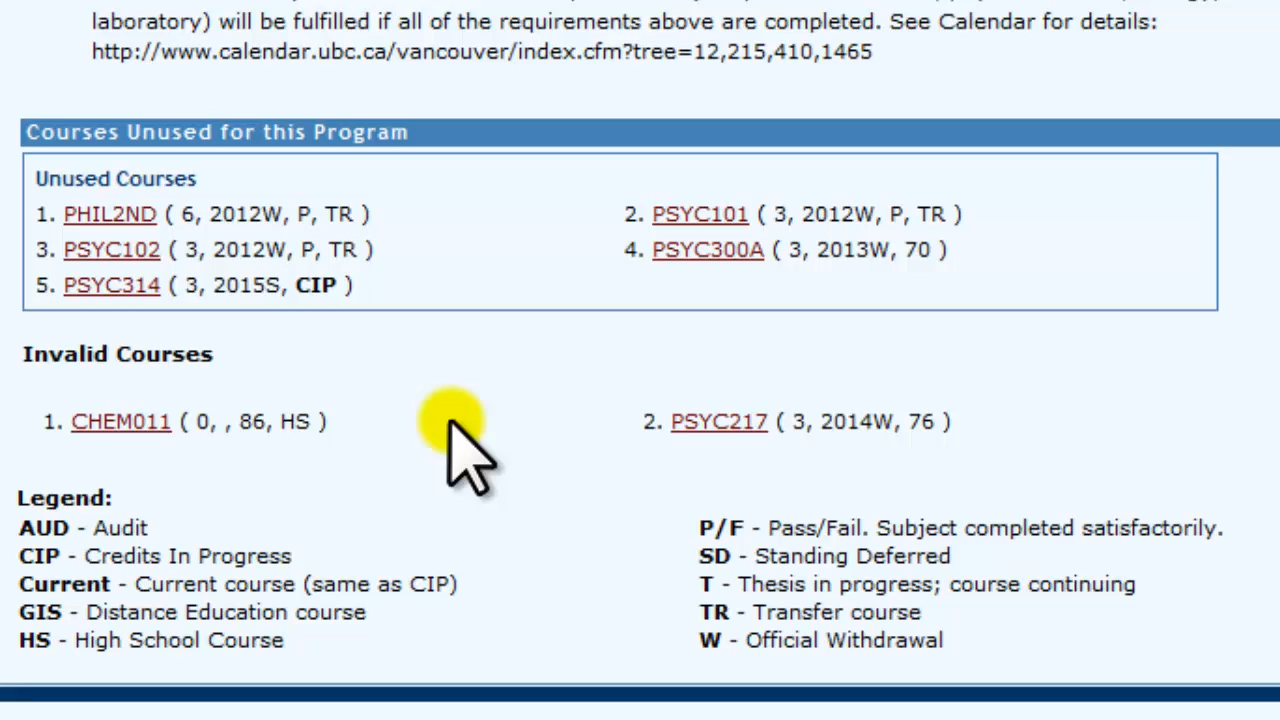 laboratory) will be fulfilled if all of the requirements above are completed. See Calendar for details:
http://www.calendar.ubc.ca/vancouver/index.cfm?tree=12,215,410,1465
Courses Unused for this Program
Unused Courses
1. PHIL2ND ( 6, 2012W, P, TR ) 2. PSYC101 ( 3, 2012W, P, TR )
3. PSYC102 ( 3, 2012W, P, TR ) 4. PSYC300A ( 3, 2013W, 70 )
5. PSYC314 ( 3, 2015S, CIP )
Invalid Courses
1. CHEM011 ( 0, , 86, HS ) 2. PSYC217 ( 3, 2014W, 76 )
Legend:
AUD - Audit P/F - Pass/Fail. Subject completed satisfactorily.
CIP - Credits In Progress SD - Standing Deferred
Current - Current course (same as CIP) T - Thesis in progress; course continuing
GIS - Distance Education course TR - Transfer course
HS - High School Course W - Official Withdrawal